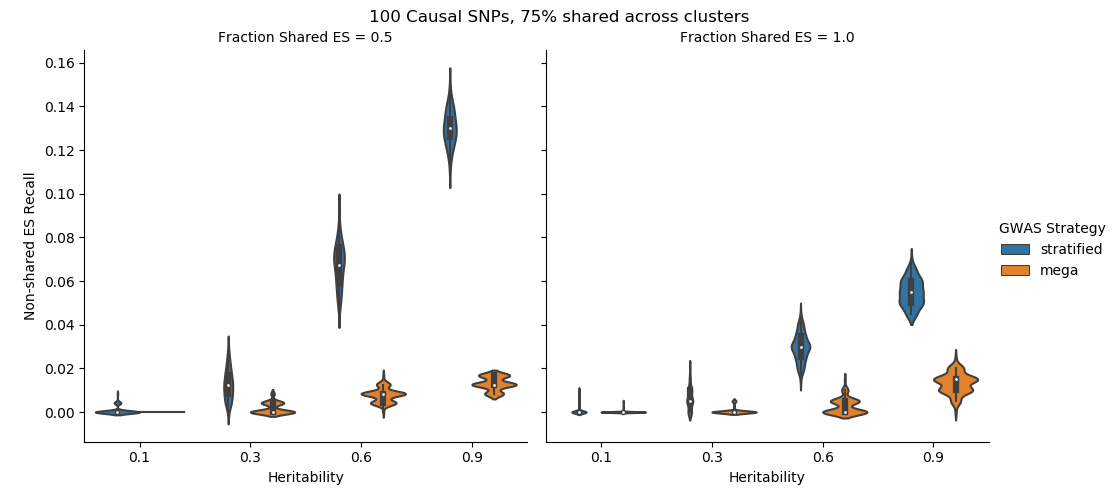 100 Causal SNPs, 75% shared across clusters
Fraction Shared ES = 0.5
Fraction Shared ES = 1.0
Non-shared ES Recall
0.16
0.14
0.12
0.10
0.08
0.06
0.04
0.02
0.00
0.1
0.3
0.6
0.9
0.1
0.3
0.6
0.9
Heritability
Heritability
GWAS Strategy
stratified
mega